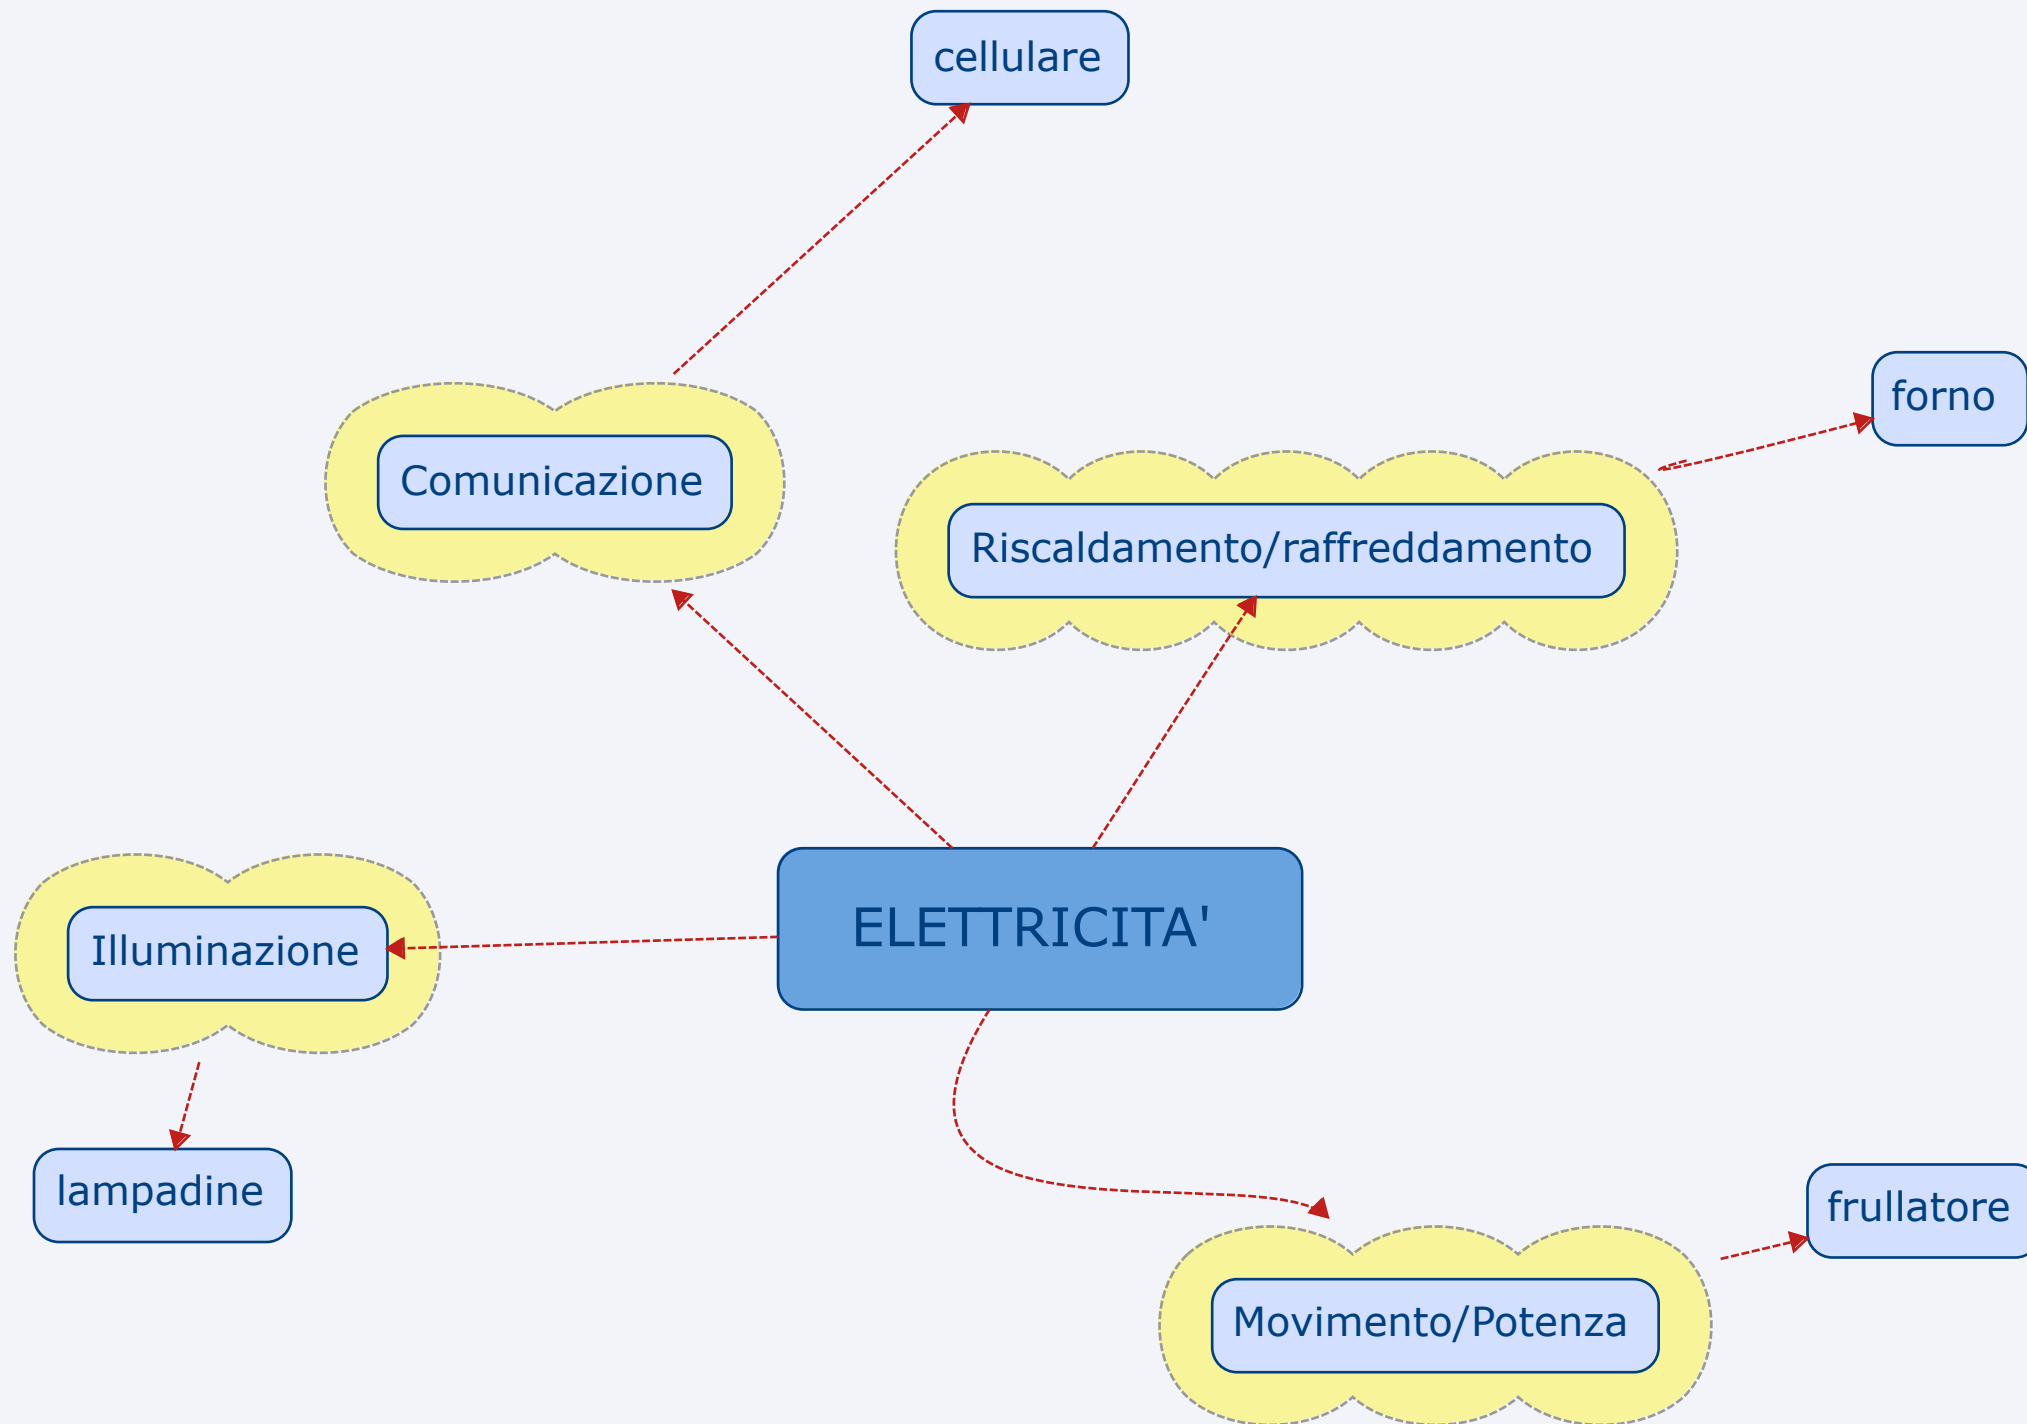 cellulare
forno
Comunicazione
Riscaldamento/raffreddamento
ELETTRICITA'
Illuminazione
lampadine
frullatore
Movimento/Potenza